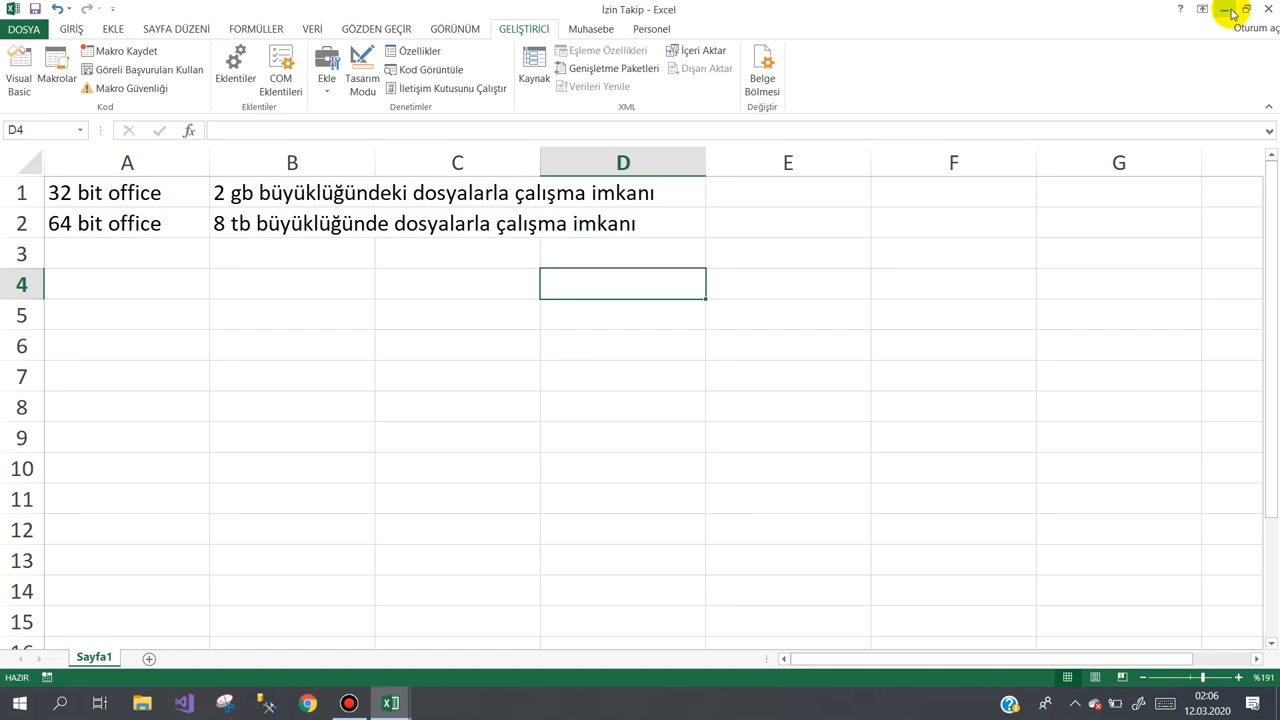 İzin Takip - Excel
?
Oturum aç
DOSYA GİRİŞ EKLE SAYFA DÜZENİ FORMÜLLER VERİ GÖZDEN GEÇİR GÖRÜNÜM GELİŞTİRİCİ Muhasebe Personel
Visual Basic
Makrolar
Makro Kaydet
Göreli Başvuruları Kullan
Makro Güvenliği
Kod
Eklentiler
COM Eklentileri
Eklentiler
Ekle
Tasarım Modu
Özellikler
Kod Görüntüle
İletişim Kutusunu Çalıştır
Denetimler
Kaynak
Eşleme Özellikleri
Genişletme Paketleri
Verileri Yenile
İçeri Aktar
Dışarı Aktar
XML
Belge Bölmesi
Değiştir
D4
fx
A B C D E F G
1 32 bit office 2 gb büyüklüğündeki dosyalarla çalışma imkanı
2 64 bit office 8 tb büyüklüğünde dosyalarla çalışma imkanı
3
4
5
6
7
8
9
10
11
12
13
14
15
Sayfa1
HAZIR
%191
02:06
12.03.2020